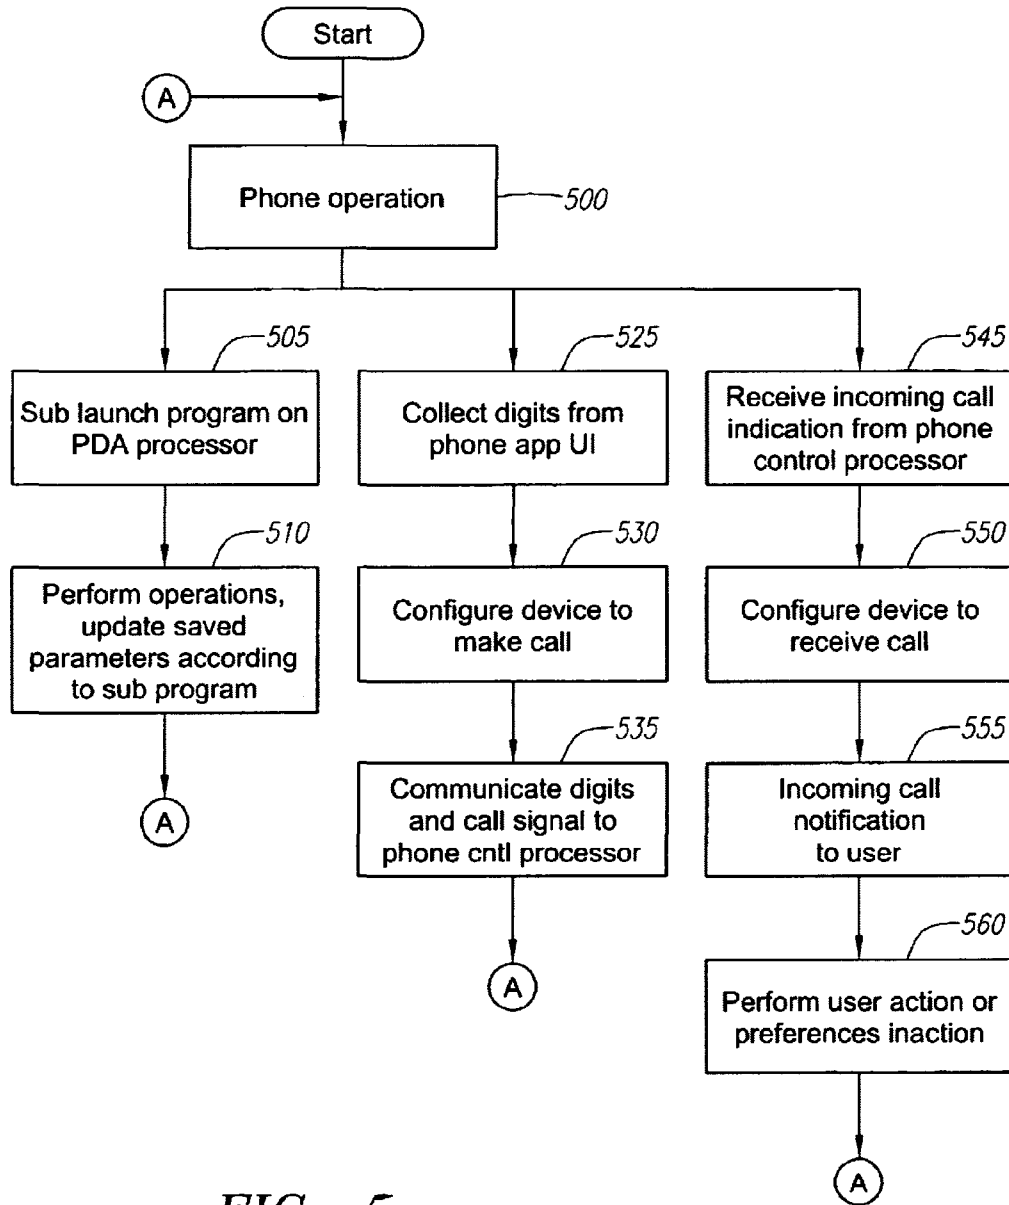 Start
A
Phone operation
500
505
Sub launch program on
PDA processor
510
Perform operations,
update saved
parameters according
to sub program
A
525
Collect digits from
phone app UI
530
Configure device to
make call
535
Communicate digits
and call signal to
phone cntl processor
A
545
Receive incoming call
indication from phone
control processor
550
Configure device to
receive call
555
Incoming call
notification
to user
560
Perform user action or
preferences inaction
A
FIG. 5